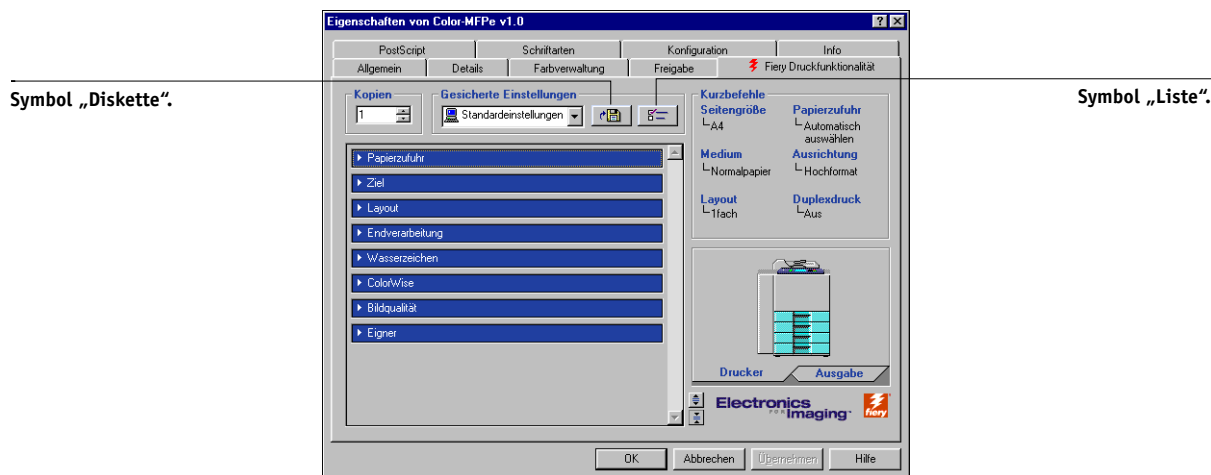 Eigenschaften von Color-MFPe v1.0
PostScript Schriftarten Konfiguration Info
Allgemein Details Farbverwaltung Freigabe Fiery Druckfunktionalität
Symbol „Diskette“.
Symbol „Liste“.
Kopien
1
Gesicherte Einstellungen
Standardeinstellungen
Kurzbefehle
Seitengröße
A4
Papierzufuhr
Automatisch
auswählen
Medium
Normalpapier
Ausrichtung
Hochformat
Layout
1fach
Duplexdruck
Aus
Papierzufuhr
Ziel
Layout
Endverarbeitung
Wasserzeichen
ColorWise
Bildqualität
Eigner
Drucker Ausgabe
Electronics
FOR Imaging
fiery
OK Abbrechen Übernehmen Hilfe